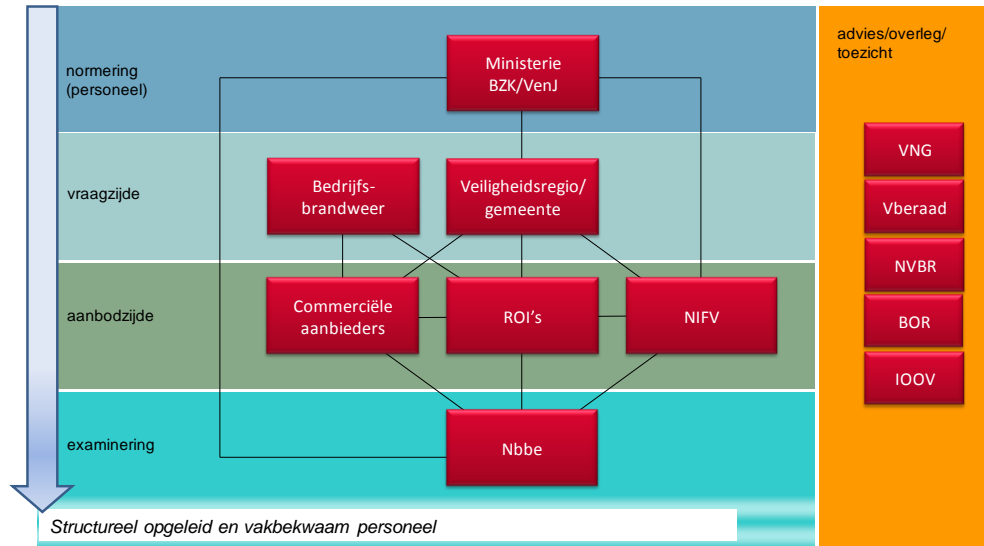 normering
(personeel)
Ministerie
BZK/VenJ
vraagzijde
Bedrijfs-
brandweer
Veiligheidsregio/
gemeente
aanbodzijde
Commerciële
aanbieders
ROI's
NIFV
examinering
Nbbe
Structureel opgeleid en vakbekwaam personeel
advies/overleg/
toezicht
VNG
Vberaad
NVBR
BOR
IOOV